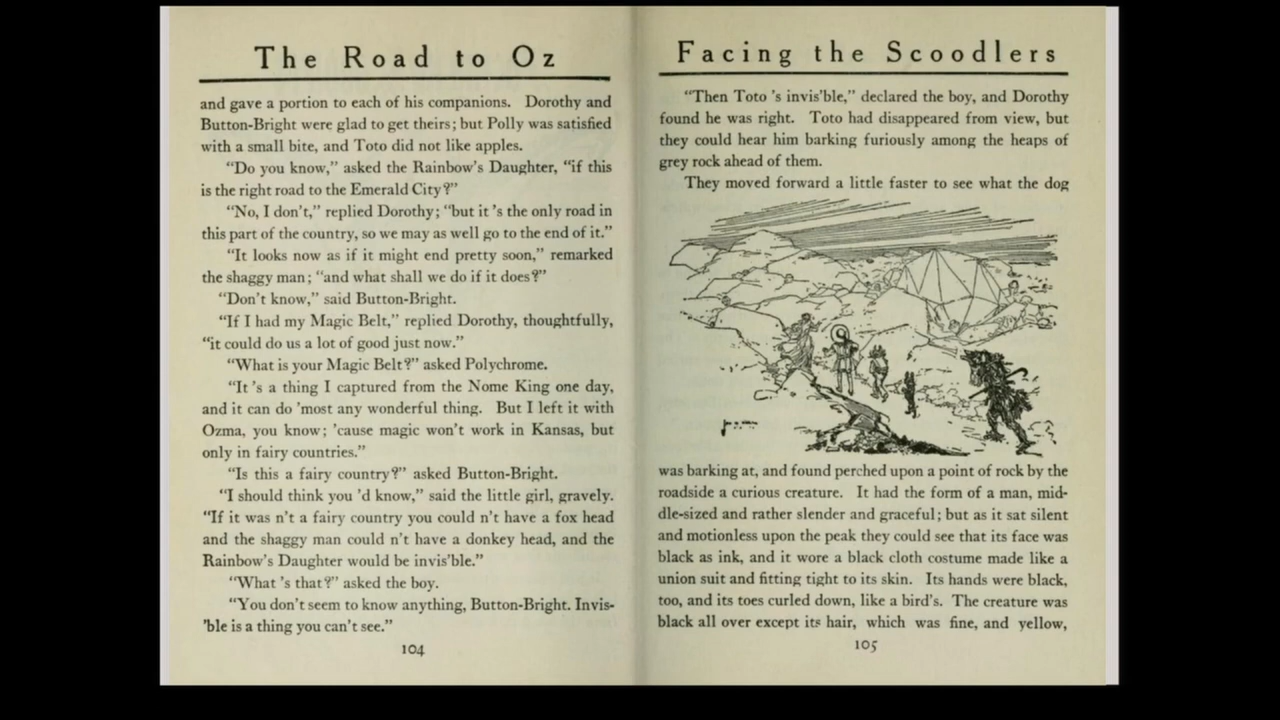 The Road to Oz
and gave a portion to each of his companions. Dorothy and
Button-Bright were glad to get theirs; but Polly was satisfied
with a small bite, and Toto did not like apples.
“Do you know,” asked the Rainbow's Daughter, “if this
is the right road to the Emerald City?”
“No, I don't,” replied Dorothy; “but it 's the only road in
this part of the country, so we may as well go to the end of it.”
“It looks now as if it might end pretty soon,” remarked
the shaggy man; “and what shall we do if it does?”
“Don't know,” said Button-Bright.
“If I had my Magic Belt,” replied Dorothy, thoughtfully,
“it could do us a lot of good just now.”
“What is your Magic Belt?” asked Polychrome.
“It 's a thing I captured from the Nome King one day,
and it can do 'most any wonderful thing. But I left it with
Ozma, you know; 'cause magic won't work in Kansas, but
only in fairy countries.”
“Is this a fairy country?” asked Button-Bright.
“I should think you 'd know,” said the little girl, gravely.
“If it was n't a fairy country you could n't have a fox head
and the shaggy man could n't have a donkey head, and the
Rainbow's Daughter would be invis'ble.”
“What 's that?” asked the boy.
“You don't seem to know anything, Button-Bright. Invis-
'ble is a thing you can't see.”
104
Facing the Scoodlers
“Then Toto 's invis'ble,” declared the boy, and Dorothy
found he was right. Toto had disappeared from view, but
they could hear him barking furiously among the heaps of
grey rock ahead of them.
They moved forward a little faster to see what the dog
was barking at, and found perched upon a point of rock by the
roadside a curious creature. It had the form of a man, mid-
dle-sized and rather slender and graceful; but as it sat silent
and motionless upon the peak they could see that its face was
black as ink, and it wore a black cloth costume made like a
union suit and fitting tight to its skin. Its hands were black,
too, and its toes curled down, like a bird's. The creature was
black all over except its hair, which was fine, and yellow,
105